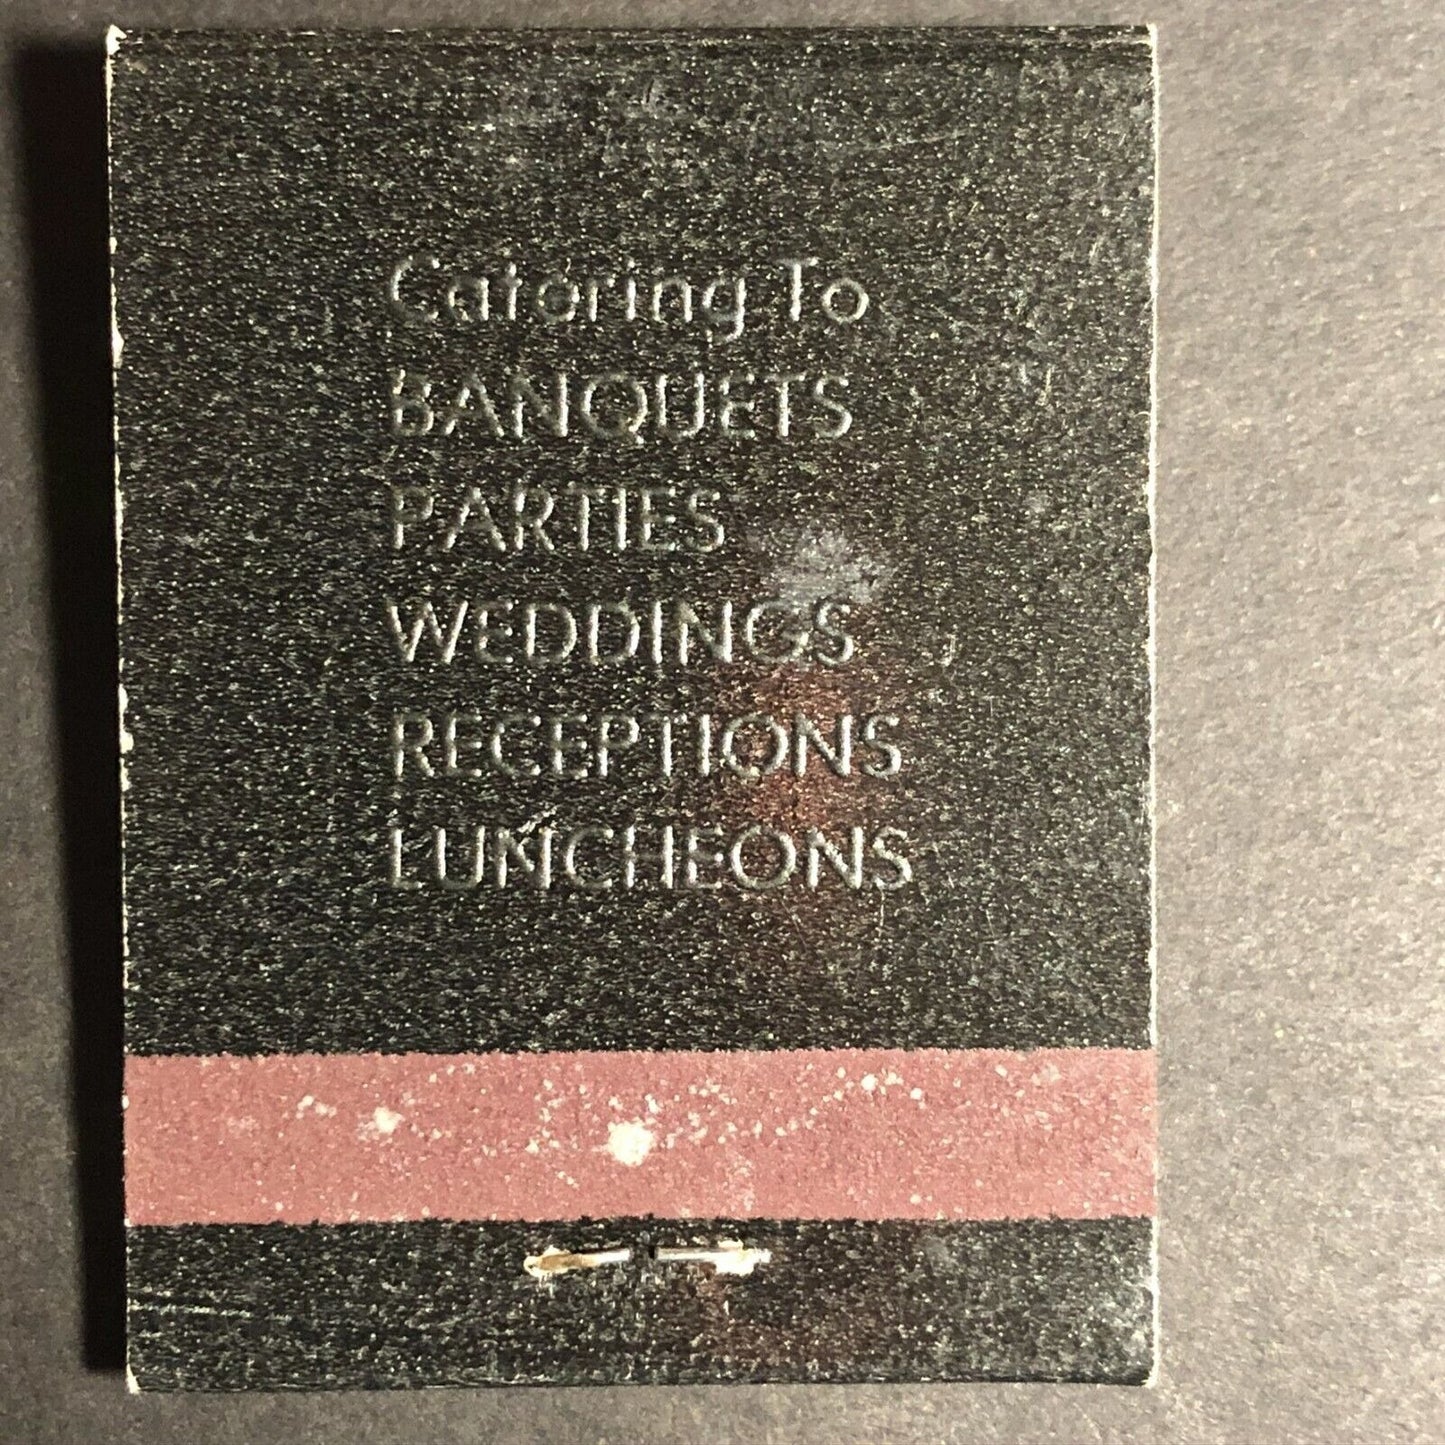 Catering To
BANQUETS
PARTIES
WEDDINGS
RECEPTIONS
LUNCHEONS